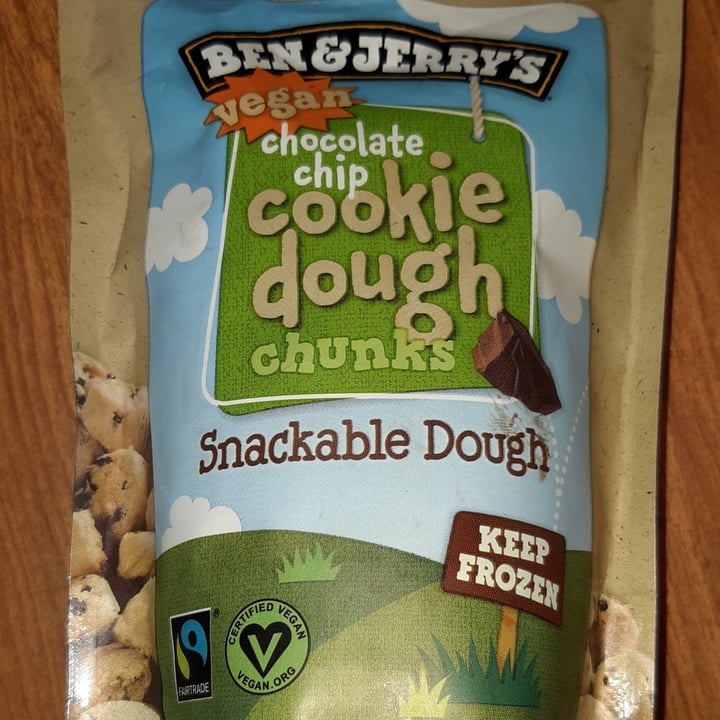 BEN & JERRY'S
vegan
chocolate
chip
cookie
dough
chunks
Snackable Dough
KEEP
FROZEN
FAIRTRADE
®
CERTIFIED VEGAN
VEGAN.ORG